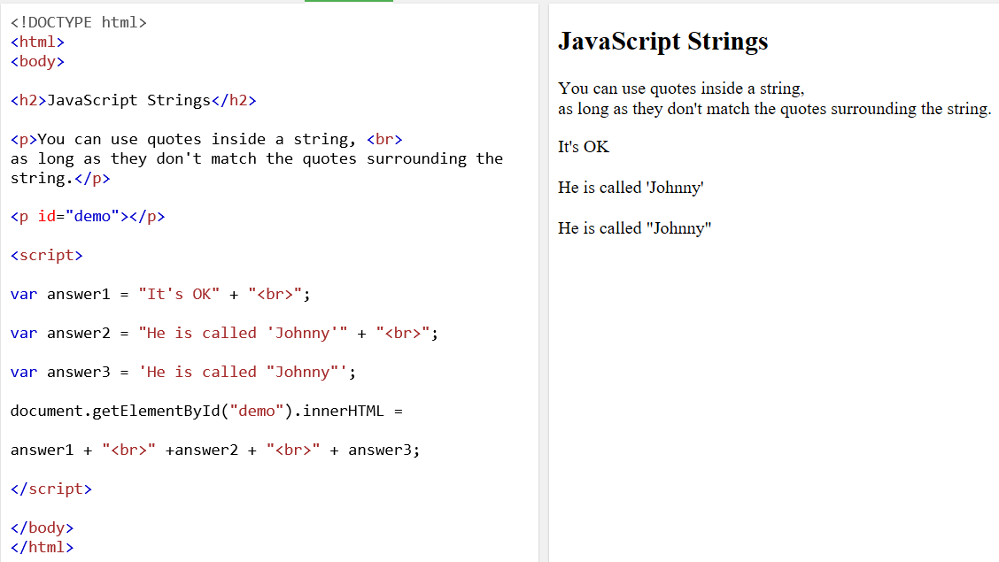 <!DOCTYPE html>
<html>
<body>
<h2>JavaScript Strings</h2>
<p>You can use quotes inside a string, <br>
as long as they don't match the quotes surrounding the
string.</p>
<p id="demo"></p>
<script>
var answer1 = "It's OK" + "<br>";
var answer2 = "He is called 'Johnny'" + "<br>";
var answer3 = 'He is called "Johnny"';
document.getElementById("demo").innerHTML =
answer1 + "<br>" +answer2 + "<br>" + answer3;
</script>
</body>
</html>
JavaScript Strings
You can use quotes inside a string,
as long as they don't match the quotes surrounding the string.
It's OK
He is called 'Johnny'
He is called "Johnny"